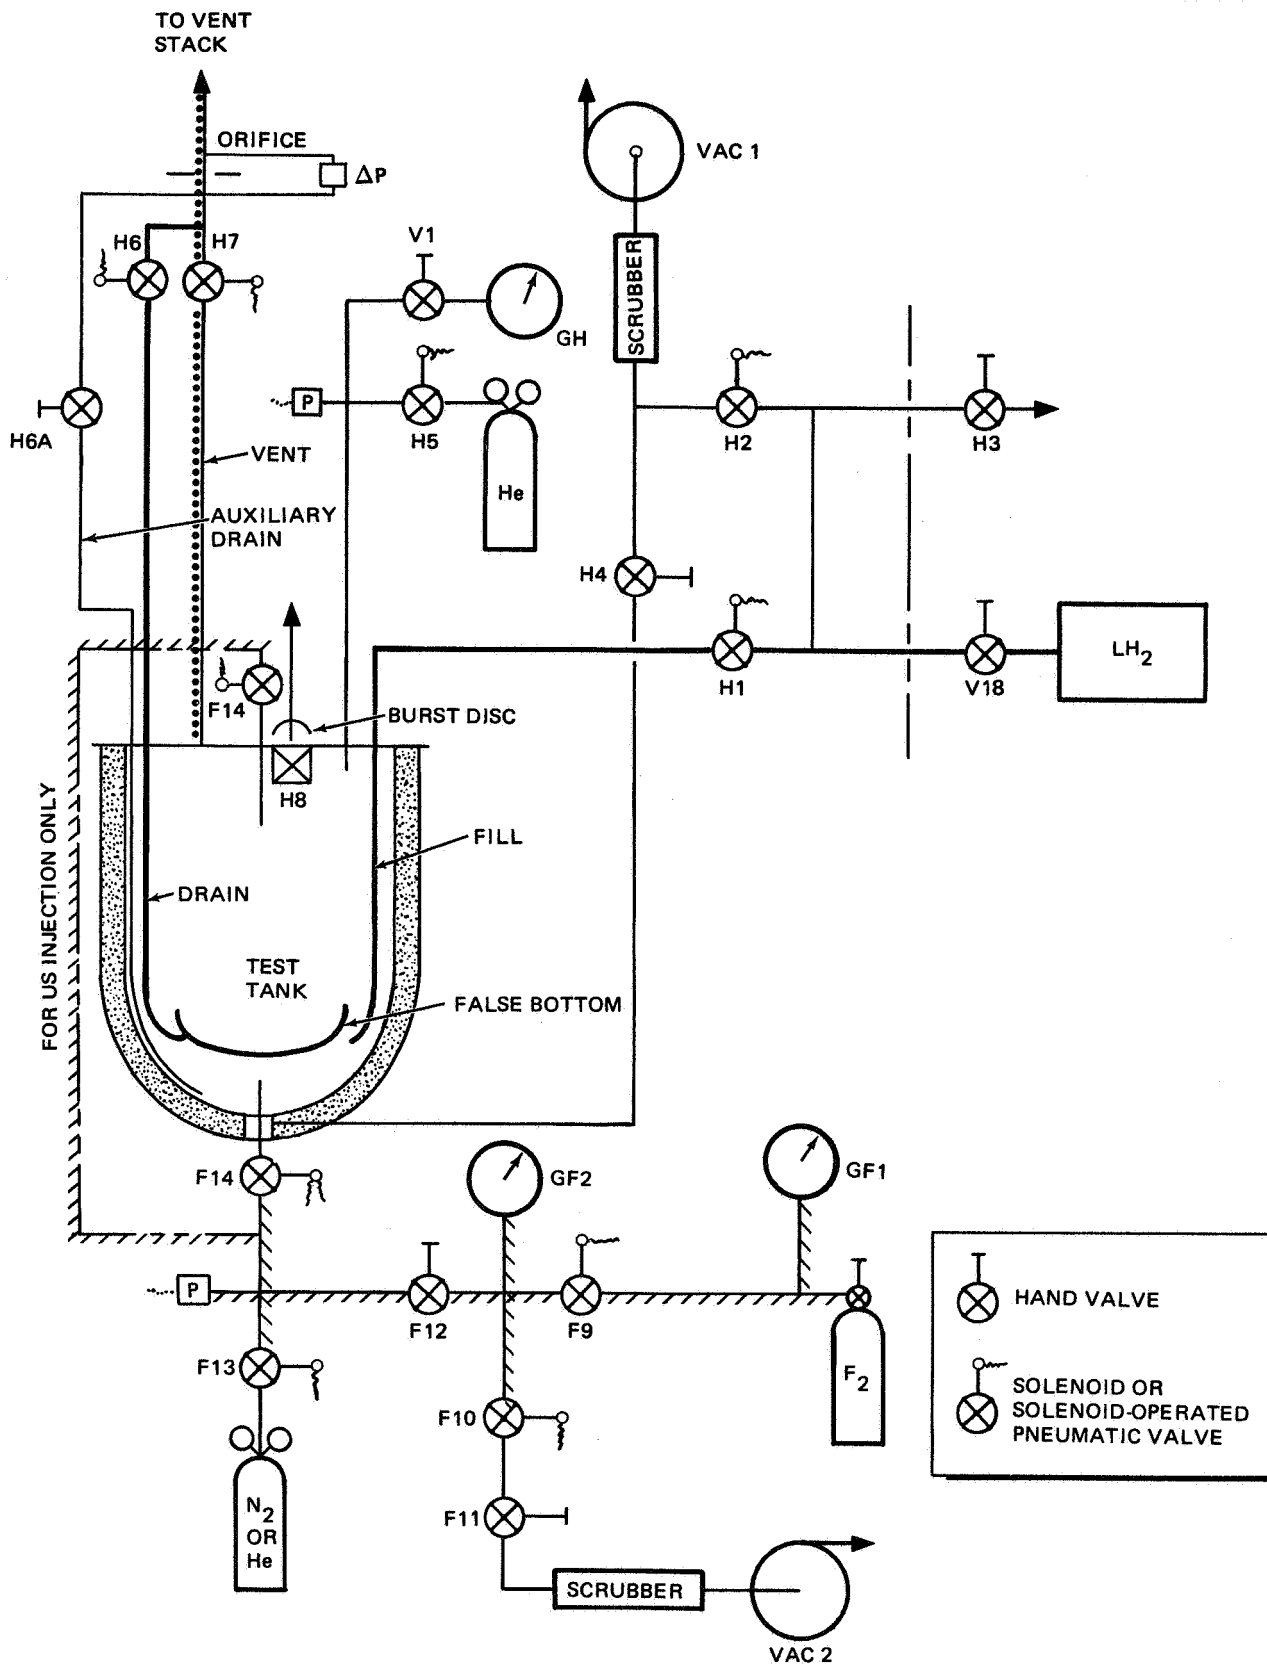 TO VENT
STACK
ORIFICE
ΔP
VAC 1
H6
H7
V1
SCRUBBER
GH
P
H5
He
H2
H3
H6A
VENT
AUXILIARY
DRAIN
H4
H1
V18
LH2
F14
BURST DISC
H8
FOR US INJECTION ONLY
FILL
DRAIN
TEST
TANK
FALSE BOTTOM
F14
GF2
GF1
P
F12
F9
F13
F2
F10
N2
OR
He
F11
SCRUBBER
VAC 2
HAND VALVE
SOLENOID OR
SOLENOID-OPERATED
PNEUMATIC VALVE